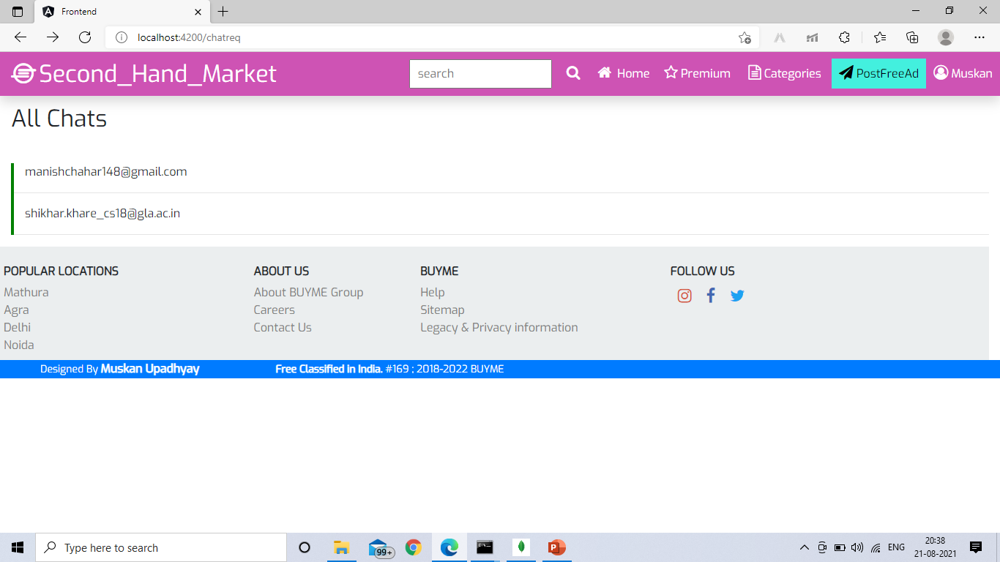 Frontend
localhost:4200/chatreq
Second_Hand_Market
search
Home
Premium
Categories
PostFreeAd
Muskan
All Chats
manishchahar148@gmail.com
shikhar.khare_cs18@gla.ac.in
POPULAR LOCATIONS
Mathura
Agra
Delhi
Noida
ABOUT US
About BUYME Group
Careers
Contact Us
BUYME
Help
Sitemap
Legacy & Privacy information
FOLLOW US
Designed By Muskan Upadhyay
Free Classified in India. #169 ; 2018-2022 BUYME
Type here to search
99+
ENG
20:38
21-08-2021